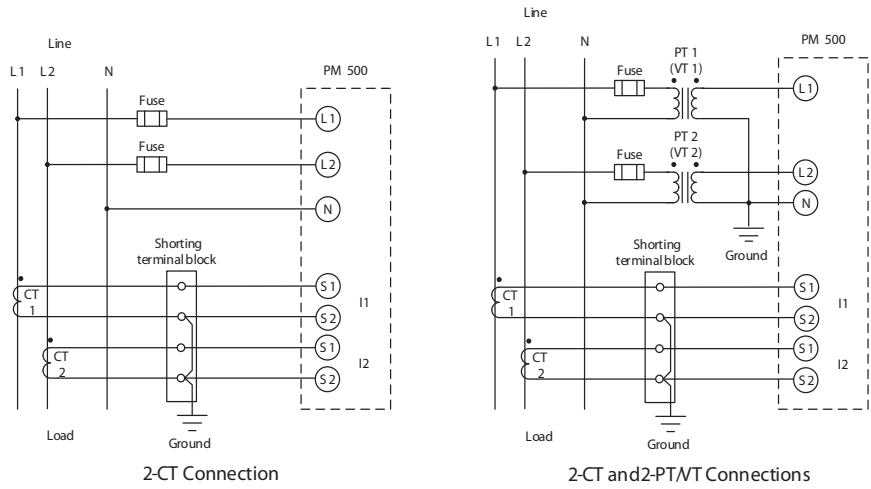 Line
L1 L2 N PM 500
Fuse
L1
Fuse
L2
N
Shorting
terminal block
S1
CT
1
I1
S2
S1
CT
2
I2
S2
Load
Ground
2-CT Connection
Line
L1 L2 N PM 500
PT 1
(VT 1)
Fuse
L1
PT 2
(VT 2)
Fuse
L2
N
Ground
Shorting
terminal block
S1
CT
1
I1
S2
S1
CT
2
I2
S2
Load
Ground
2-CT and 2-PT/VT Connections